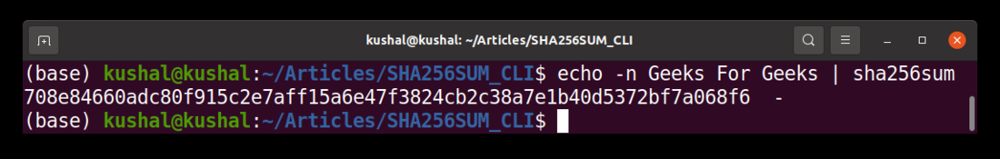 kushal@kushal: ~/Articles/SHA256SUM_CLI
(base) kushal@kushal:~/Articles/SHA256SUM_CLI$ echo -n Geeks For Geeks | sha256sum
708e84660adc80f915c2e7aff15a6e47f3824cb2c38a7e1b40d5372bf7a068f6  -
(base) kushal@kushal:~/Articles/SHA256SUM_CLI$